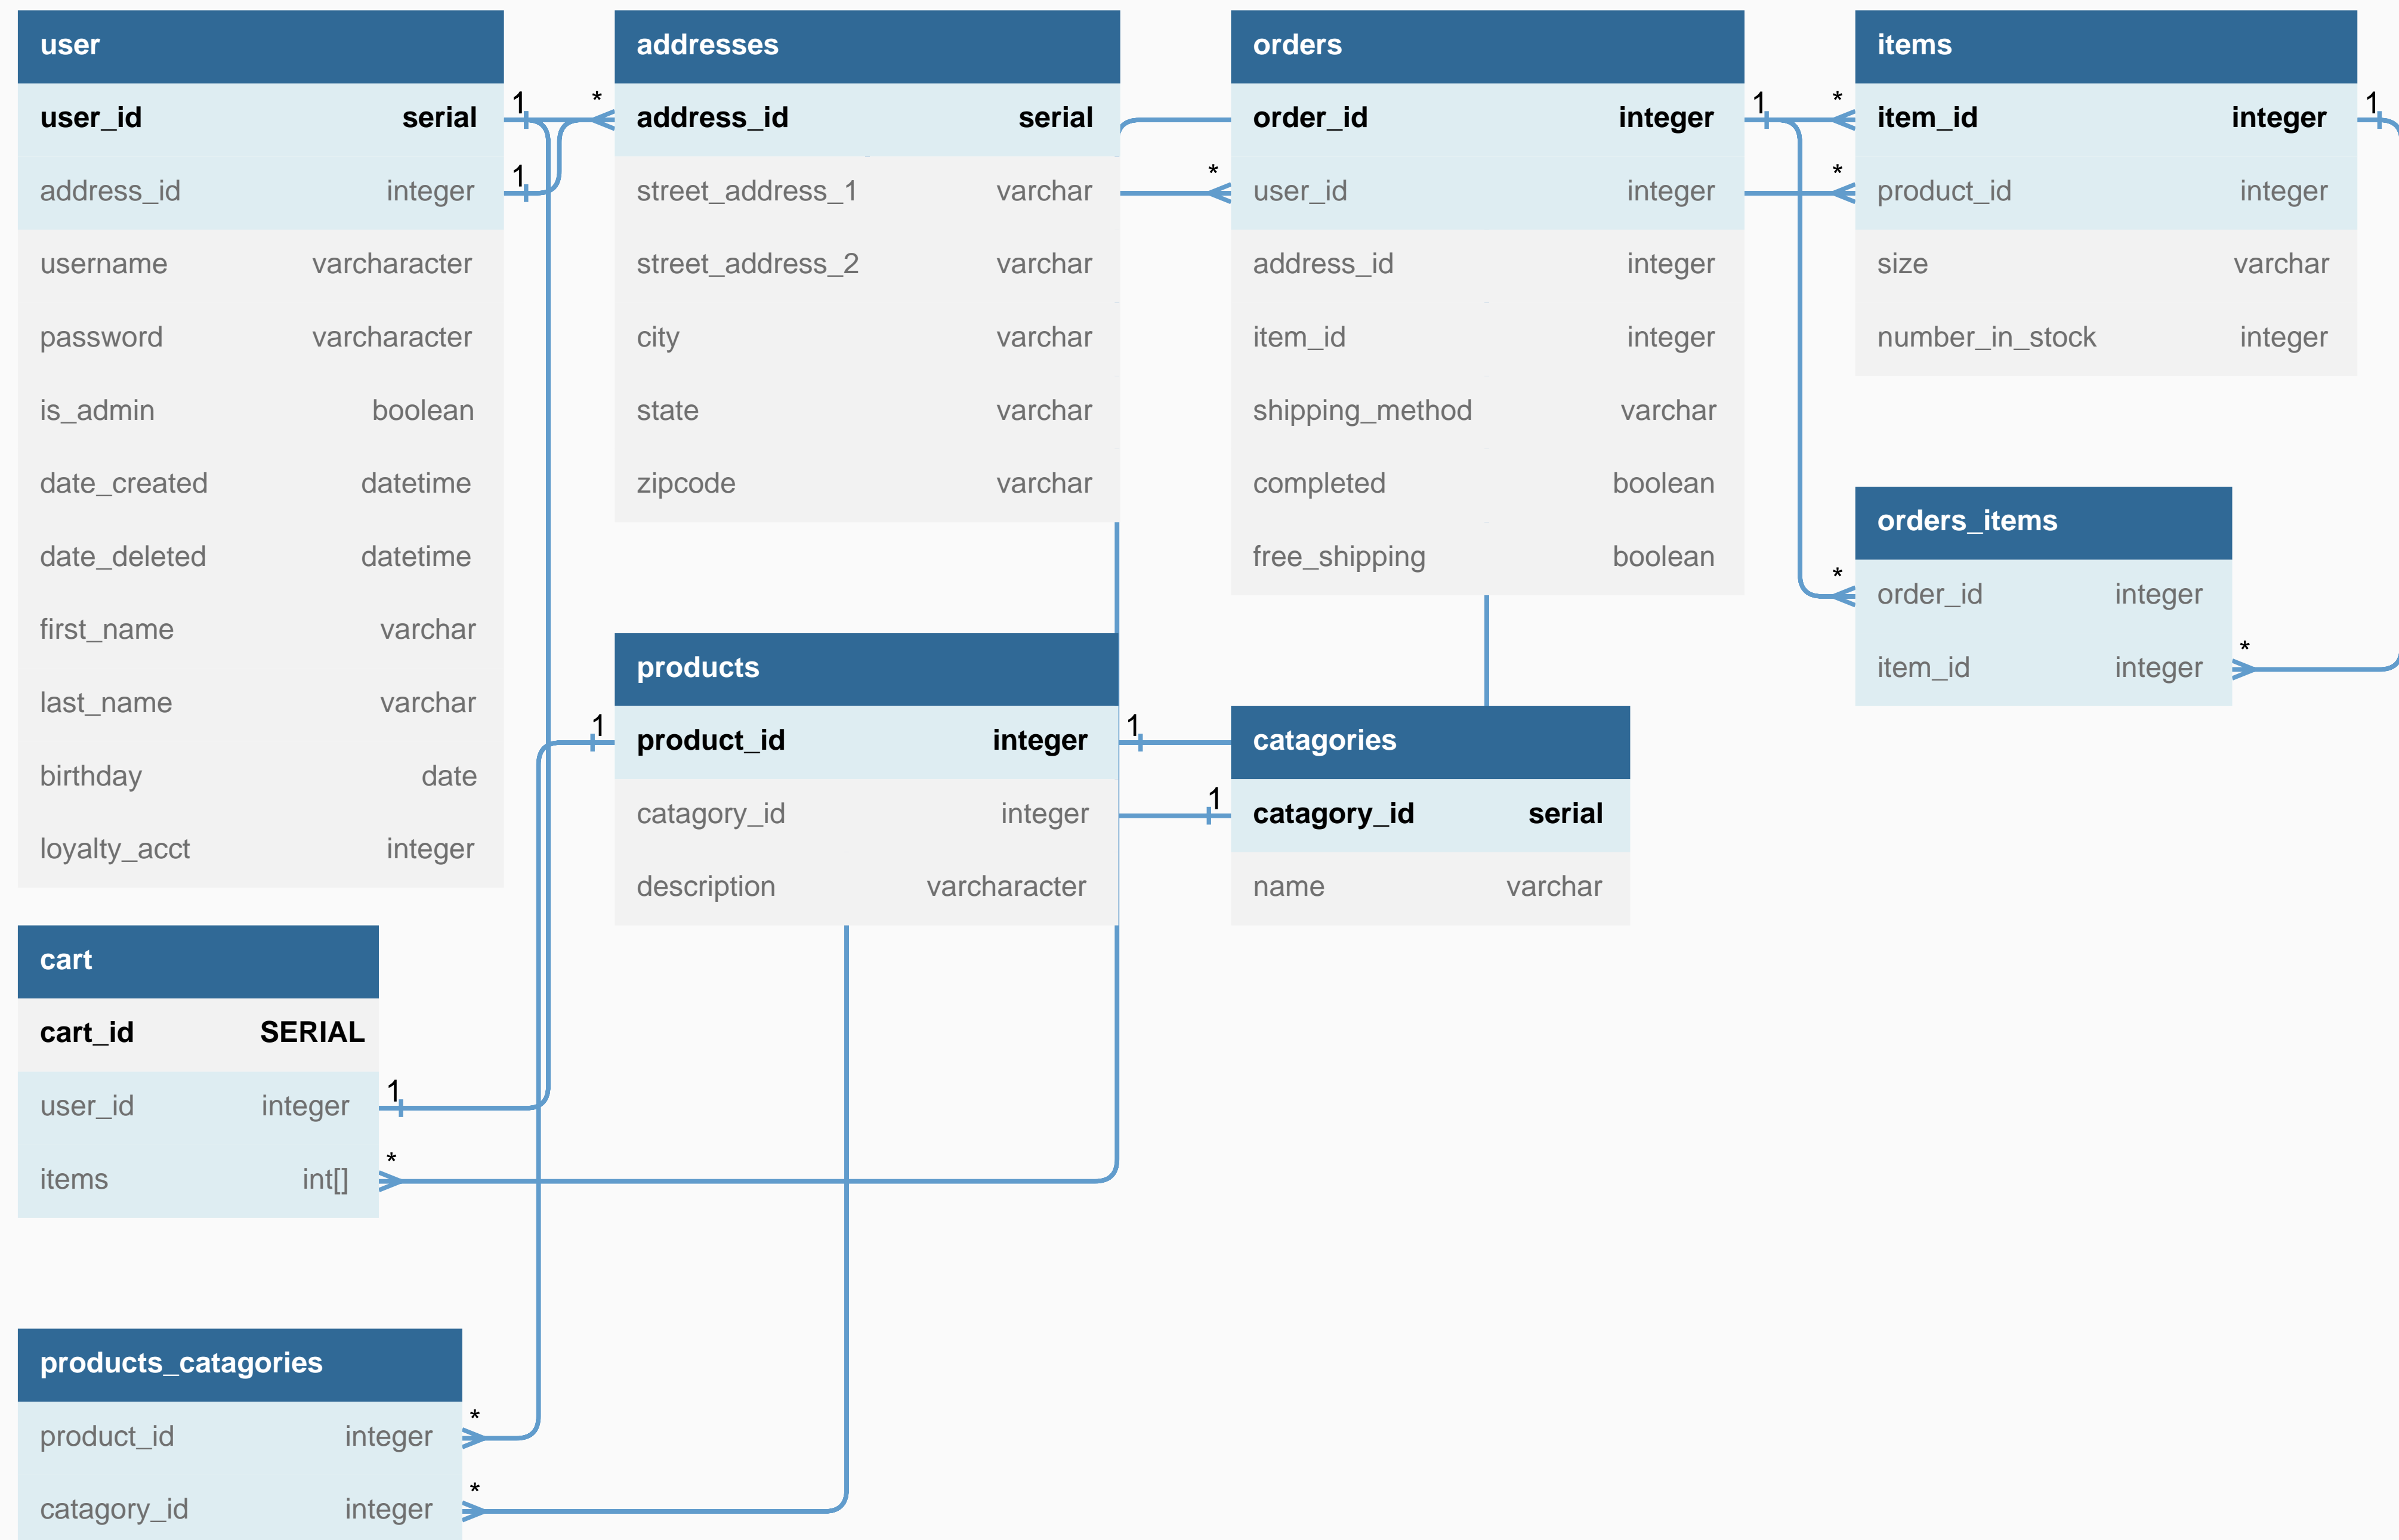 user
user_id serial
address_id integer
username varcharacter
password varcharacter
is_admin boolean
date_created datetime
date_deleted datetime
first_name varchar
last_name varchar
birthday date
loyalty_acct integer
1
1
*
addresses
address_id serial
street_address_1 varchar
street_address_2 varchar
city varchar
state varchar
zipcode varchar
*
orders
order_id integer
user_id integer
address_id integer
item_id integer
shipping_method varchar
completed boolean
free_shipping boolean
1
*
*
items
item_id integer
product_id integer
size varchar
number_in_stock integer
1
*
orders_items
order_id integer
item_id integer
*
1
products
product_id integer
catagory_id integer
description varcharacter
1
1
catagories
catagory_id serial
name varchar
cart
cart_id SERIAL
user_id integer
items int[]
1
*
products_catagories
product_id integer
catagory_id integer
*
*